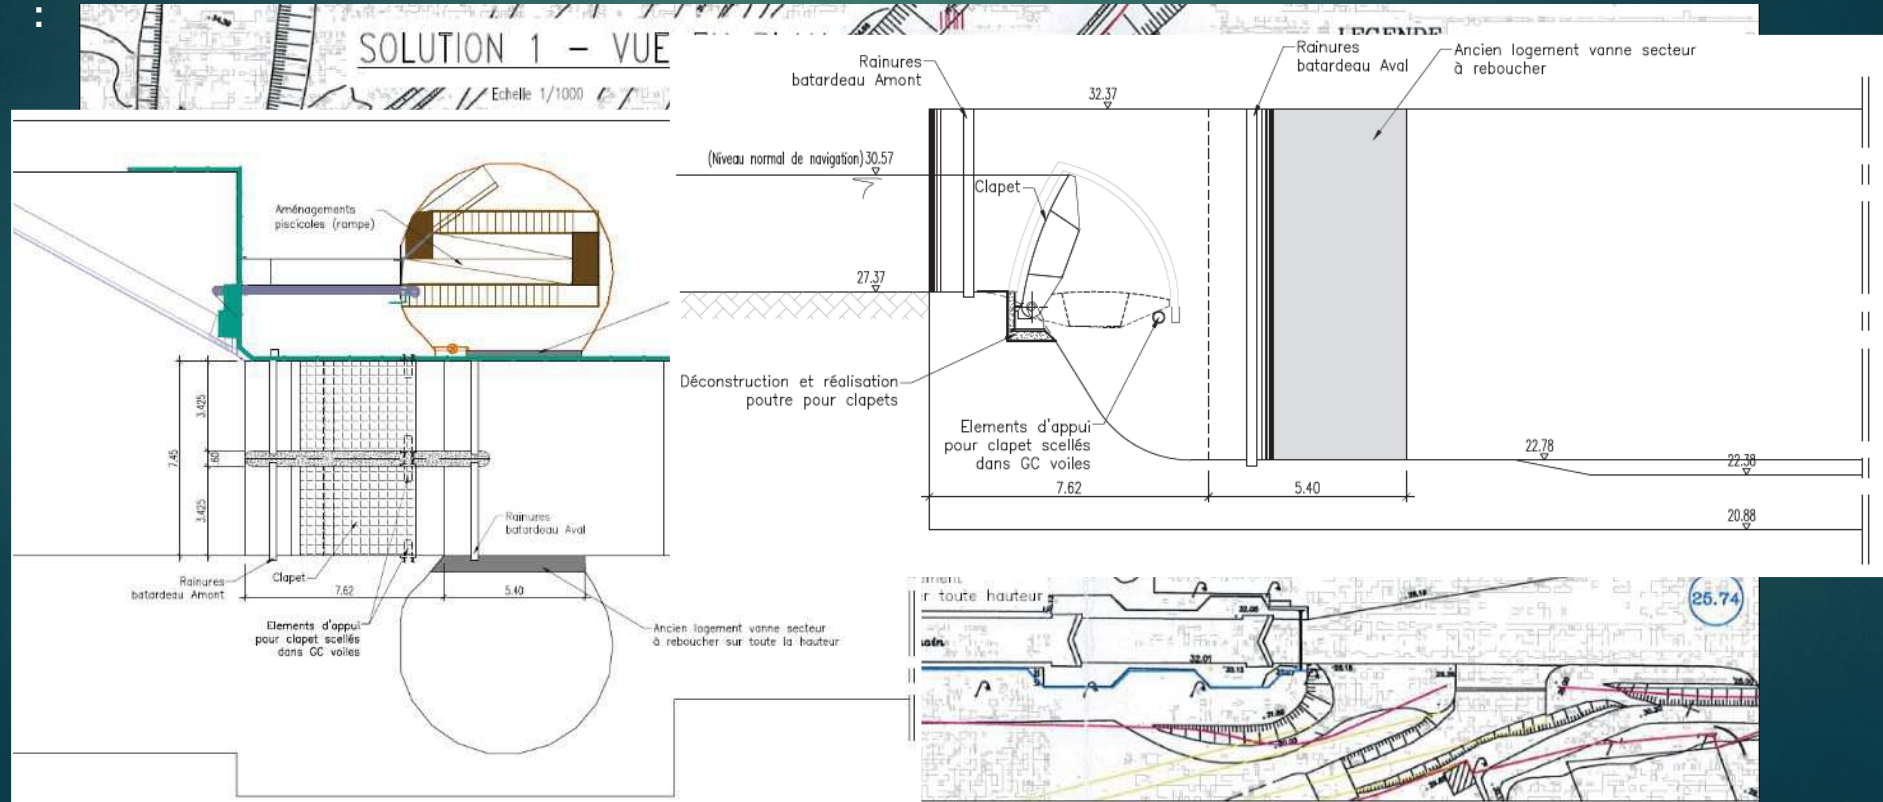 :
SOLUTION 1 - VUE
Echelle 1/1000
LEGENDE
Rainures
batardeau Amont
Rainures
batardeau Aval
Ancien logement vanne secteur
à reboucher
32.37
(Niveau normal de navigation)30.57
Clapet
27.37
Déconstruction et réalisation
poutre pour clapets
Elements d'appui
pour clapet scellés
dans GC voiles
22.78
22.38
7.62
5.40
20.88
Aménagements
piscicoles (rampe)
3.425
7.45
.60
3.425
Rainures
batardeau Aval
Rainures
batardeau Amont
Clapet
7.62
5.40
Elements d'appui
pour clapet scellés
dans GC voiles
Ancien logement vanne secteur
à reboucher sur toute la hauteur
r toute hauteur
25.74
32.01